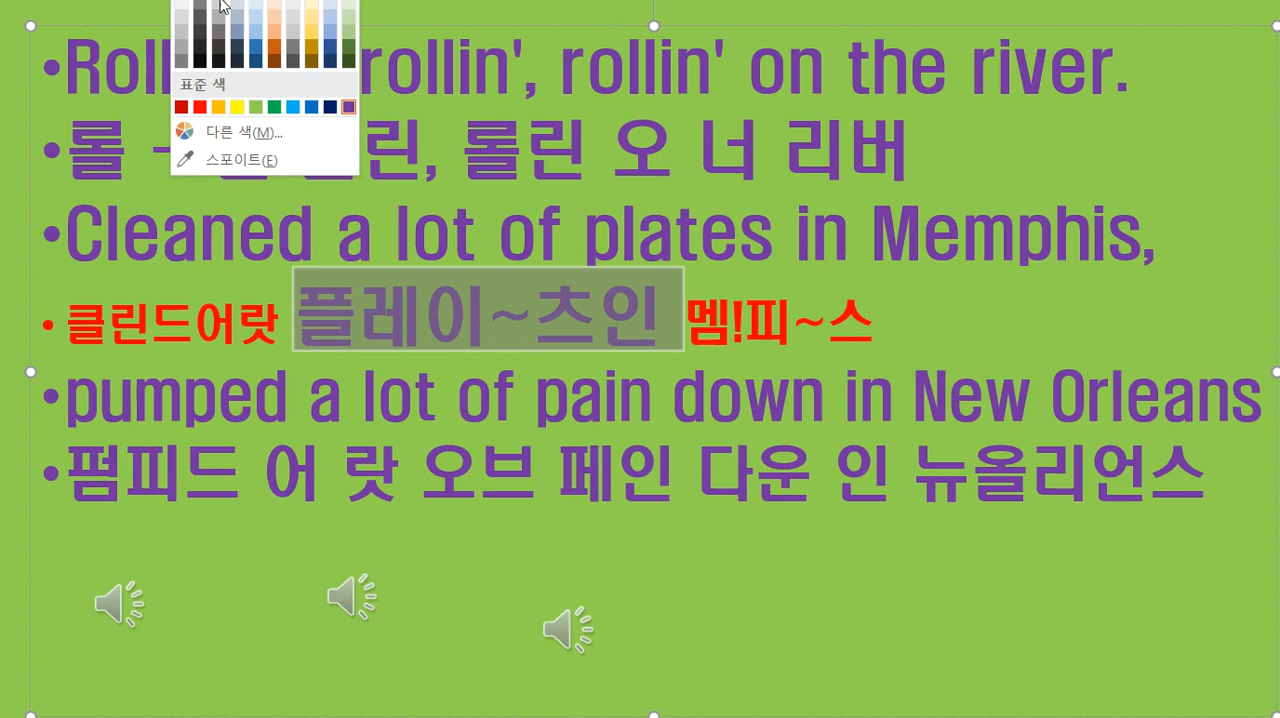 •Roll rollin', rollin' on the river.
표준 색
다른 색(M)...
•롤 린, 롤린 오 너 리버
스포이트(E)
•Cleaned a lot of plates in Memphis,
•클린드어랏 플레이~츠인 멤!피~스
•pumped a lot of pain down in New Orleans
•펌피드 어 랏 오브 페인 다운 인 뉴올리언스